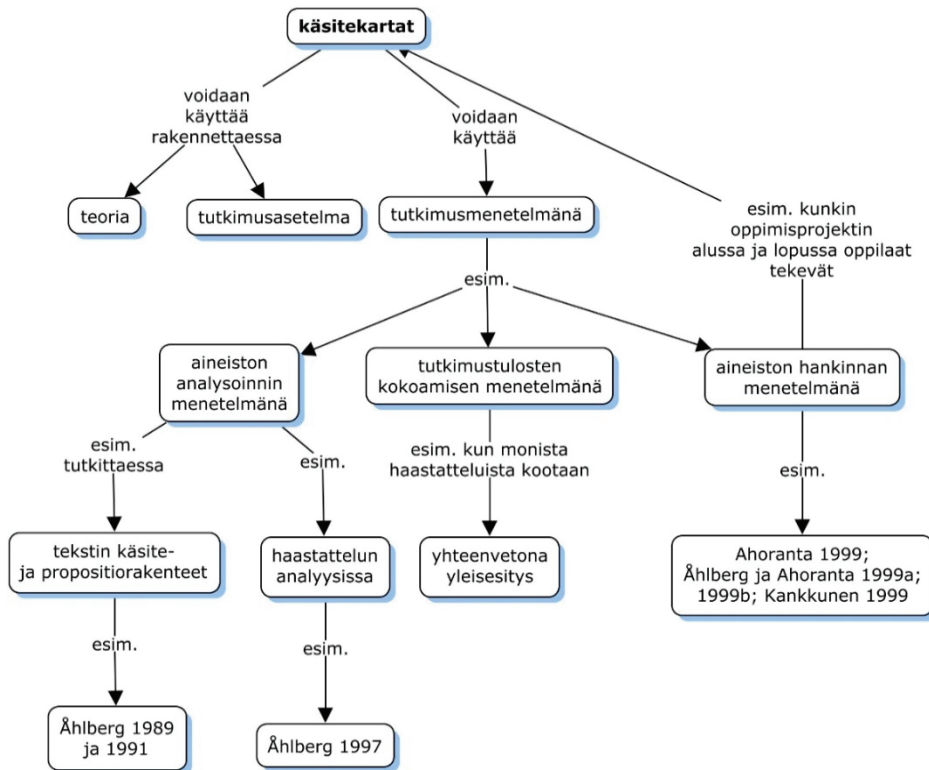 käsitekartat
voidaan
käyttää
rakennettaessa
voidaan
käyttää
teoria
tutkimusasetelma
tutkimusmenetelmänä
esim. kunkin
oppimisprojektin
alussa ja lopussa oppilaat
tekevät
esim.
aineiston
analysoinnin
menetelmänä
tutkimustulosten
kokoamisen menetelmänä
aineiston hankinnan
menetelmänä
esim.
tutkittaessa
esim.
esim. kun monista
haastatteluista kootaan
esim.
tekstin käsite-
ja propositiorakenteet
haastattelun
analyysissa
yhteenvetona
yleisesitys
Ahoranta 1999;
Åhlberg ja Ahoranta 1999a;
1999b; Kankkunen 1999
esim.
esim.
Åhlberg 1989
ja 1991
Åhlberg 1997